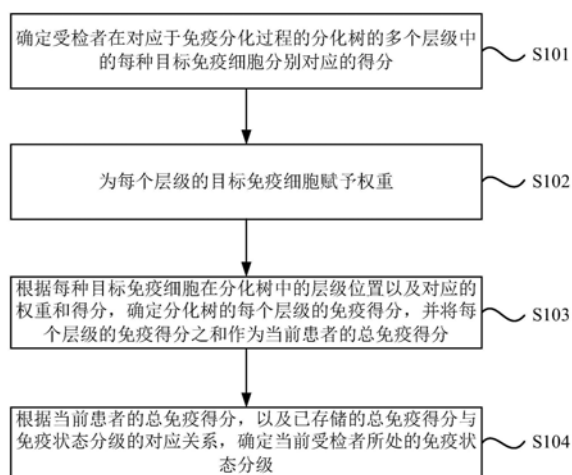 确定受检者在对应于免疫分化过程的分化树的多个层级中
的每种目标免疫细胞分别对应的得分
S101
为每个层级的目标免疫细胞赋予权重
S102
根据每种目标免疫细胞在分化树中的层级位置以及对应的
权重和得分，确定分化树的每个层级的免疫得分，并将每
个层级的免疫得分之和作为当前患者的总免疫得分
S103
根据当前患者的总免疫得分，以及已存储的总免疫得分与
免疫状态分级的对应关系，确定当前受检者所处的免疫状
态分级
S104